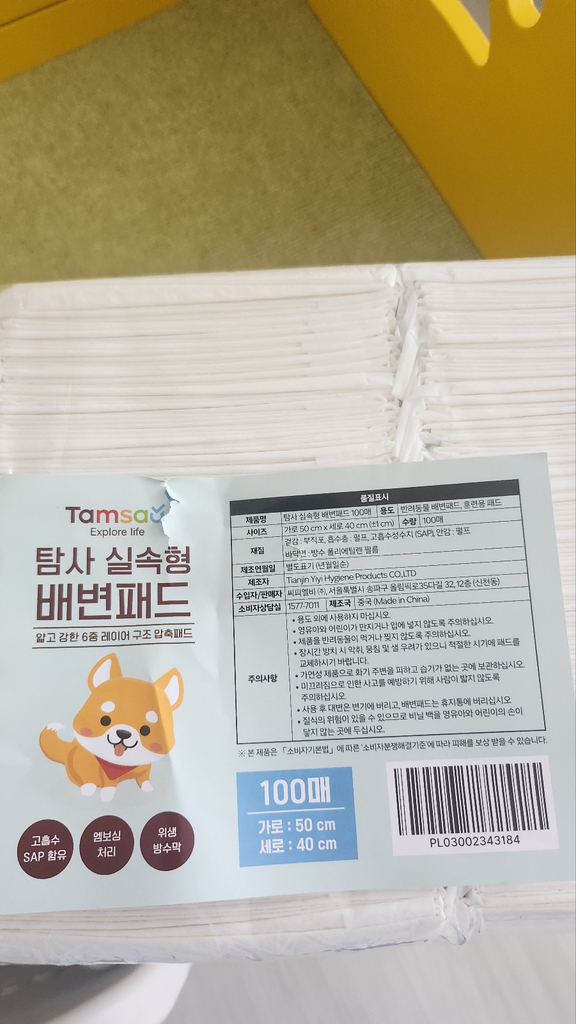 Tamsaa
Explore life
탐사 실속형
배변패드
얇고 강한 6중 레이어 구조 압축패드
고흡수
SAP 함유
엠보싱
처리
위생
방수막
품질표시
제품명 탐사 실속형 배변패드 100매 용도 반려동물 배변패드, 훈련용 패드
사이즈 가로 50 cm x 세로 40 cm (±1 cm) 수량 100매
재질 겉감 : 부직포, 흡수층 : 펄프, 고흡수성수지 (SAP), 안감 : 펄프
바닥면 : 방수 폴리에틸렌 필름
제조연월일 별도표기 (년월일순)
제조자 Tianjin Yiyi Hygiene Products CO.,LTD
수입자/판매자 씨피엘비 ㈜, 서울특별시 송파구 올림픽로35다길 32, 12층 (신천동)
소비자상담실 1577-7011 제조국 중국 (Made in China)
주의사항
• 용도 외에 사용하지 마십시오.
• 영유아와 어린이가 만지거나 입에 넣지 않도록 주의하십시오.
• 제품을 반려동물이 먹거나 찢지 않도록 주의하십시오.
• 장시간 방치 시 악취, 뭉침 및 샐 우려가 있으니 적절한 시기에 패드를
교체하시기 바랍니다.
• 가연성 제품으로 화기 주변을 피하고 습기가 없는 곳에 보관하십시오.
• 미끄러짐으로 인한 사고를 예방하기 위해 사람이 밟지 않도록
주의하십시오.
• 사용 후 대변은 변기에 버리고, 배변패드는 휴지통에 버리십시오.
• 질식의 위험이 있을 수 있으므로 비닐 백을 영유아와 어린이의 손이
닿지 않는 곳에 두십시오.
※ 본 제품은 「소비자기본법」에 따른 '소비자분쟁해결기준'에 따라 피해를 보상 받을 수 있습니다.
100매
가로 : 50 cm
세로 : 40 cm
PL03002343184